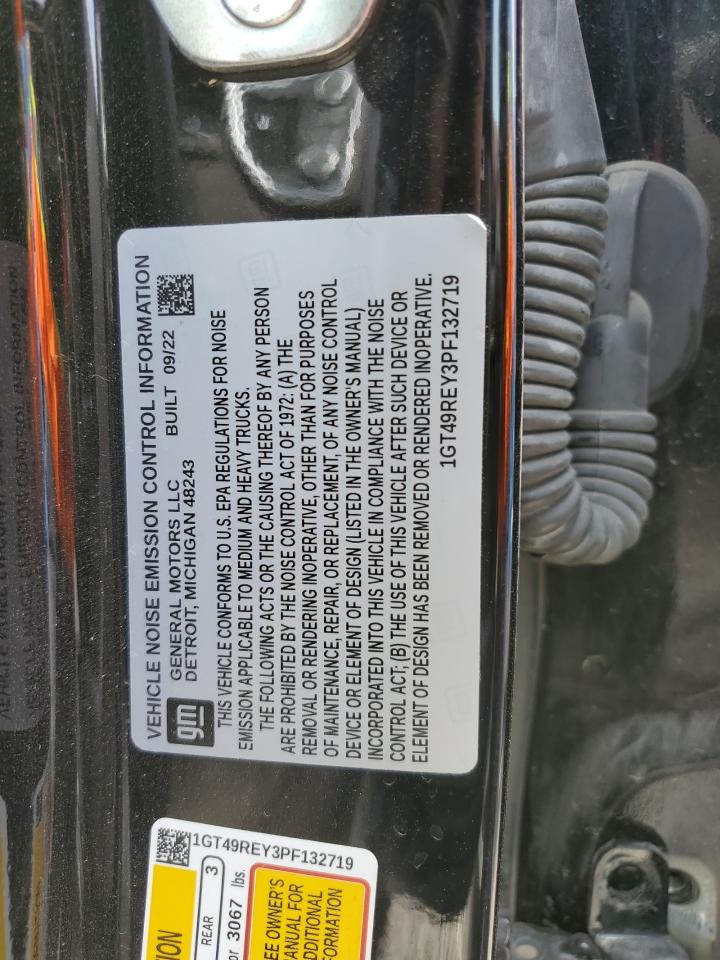 VEHICLE NOISE EMISSION CONTROL INFORMATION
gm
GENERAL MOTORS LLC
DETROIT, MICHIGAN 48243 BUILT 09/22
THIS VEHICLE CONFORMS TO U.S. EPA REGULATIONS FOR NOISE
EMISSION APPLICABLE TO MEDIUM AND HEAVY TRUCKS.
THE FOLLOWING ACTS OR THE CAUSING THEREOF BY ANY PERSON
ARE PROHIBITED BY THE NOISE CONTROL ACT OF 1972: (A) THE
REMOVAL OR RENDERING INOPERATIVE, OTHER THAN FOR PURPOSES
OF MAINTENANCE, REPAIR, OR REPLACEMENT, OF ANY NOISE CONTROL
DEVICE OR ELEMENT OF DESIGN (LISTED IN THE OWNER'S MANUAL)
INCORPORATED INTO THIS VEHICLE IN COMPLIANCE WITH THE NOISE
CONTROL ACT; (B) THE USE OF THIS VEHICLE AFTER SUCH DEVICE OR
ELEMENT OF DESIGN HAS BEEN REMOVED OR RENDERED INOPERATIVE.
1GT49REY3PF132719
1GT49REY3PF132719
REAR 3
or 3067 lbs.
EE OWNER'S
ANUAL FOR
DDITIONAL
FORMATION